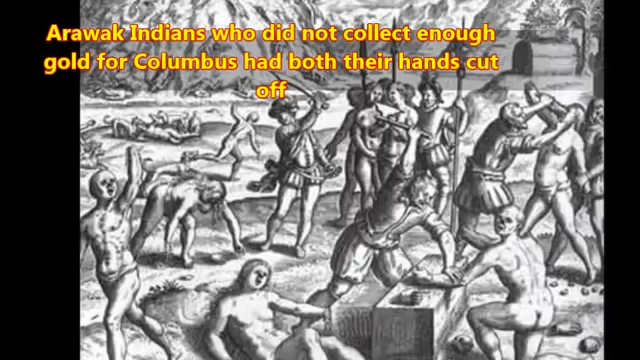 Arawak Indians who did not collect enough
gold for Columbus had both their hands cut
off